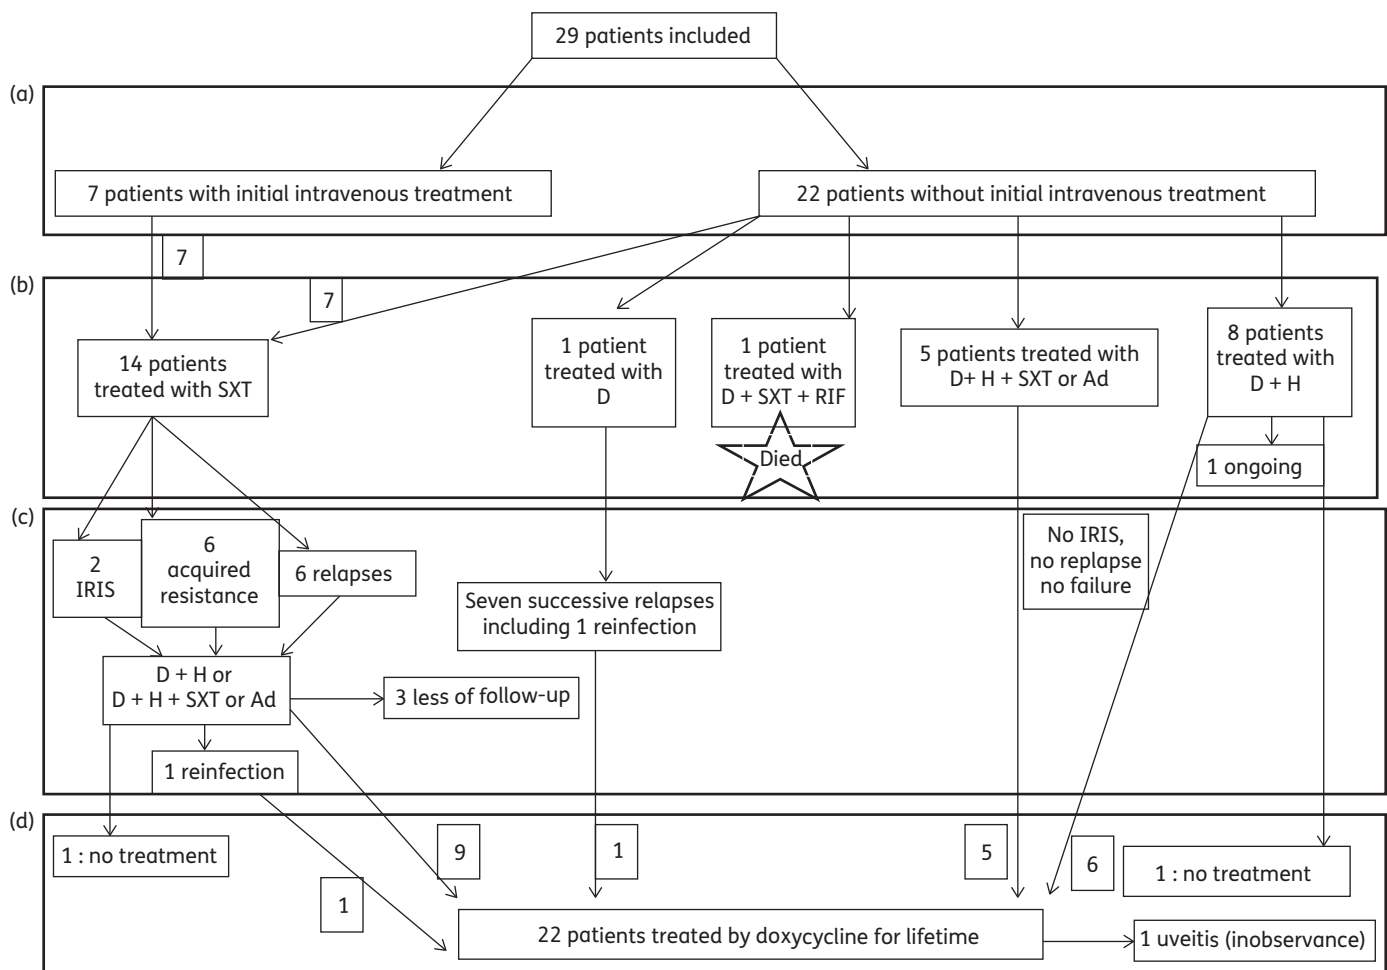 29 patients included
(a)
7 patients with initial intravenous treatment
22 patients without initial intravenous treatment
7
(b)
7
14 patients
treated with SXT
1 patient
treated with
D
1 patient
treated with
D + SXT + RIF
Died
5 patients treated with
D+ H + SXT or Ad
8 patients
treated with
D + H
1 ongoing
(c)
2
IRIS
6
acquired
resistance
6 relapses
Seven successive relapses
including 1 reinfection
No IRIS,
no replapse
no failure
D + H or
D + H + SXT or Ad
3 less of follow-up
1 reinfection
(d)
1 : no treatment
1
9
1
5
6
1 : no treatment
22 patients treated by doxycycline for lifetime
1 uveitis (inobservance)